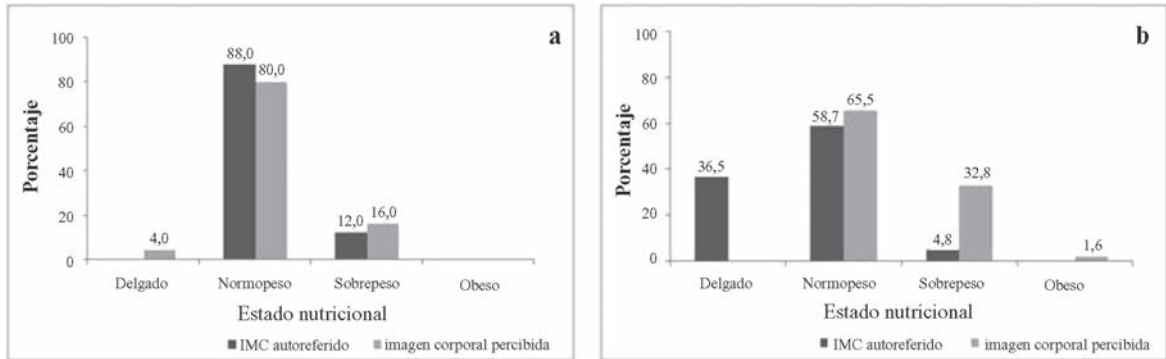 a
100
80
60
40
20
0
Porcentaje
88,0
80,0
4,0
12,0
16,0
Delgado Normopeso Sobrepeso Obeso
Estado nutricional
IMC autoreferido imagen corporal percibida
b
100
80
60
40
20
0
Porcentaje
36,5
58,7
65,5
4,8
32,8
1,6
Delgado Normopeso Sobrepeso Obeso
Estado nutricional
IMC autoreferido imagen corporal percibida